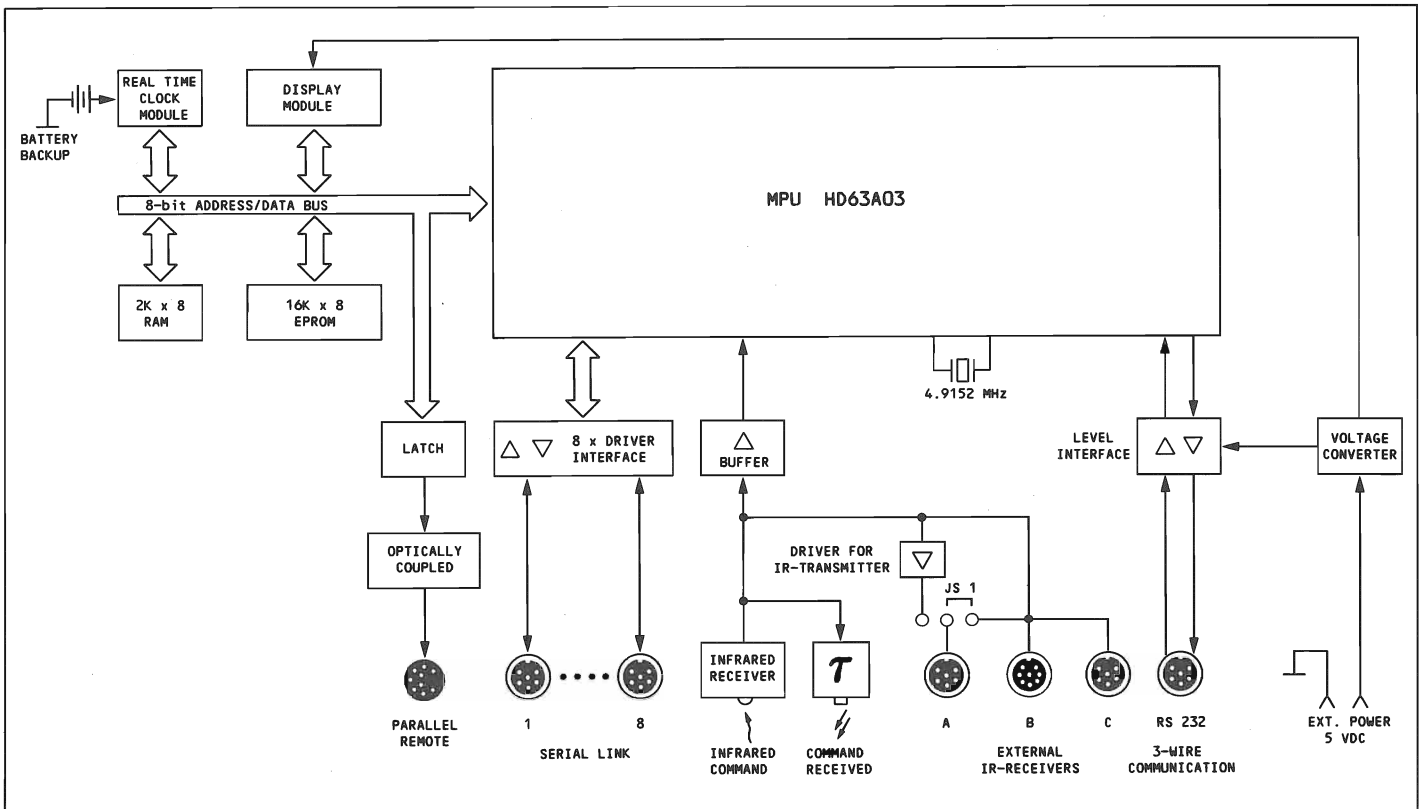 REAL TIME
CLOCK
MODULE
DISPLAY
MODULE
BATTERY
BACKUP
8-bit ADDRESS/DATA BUS
MPU HD63A03
2K x 8
RAM
16K x 8
EPROM
4.9152 MHz
LATCH
8 x DRIVER
INTERFACE
BUFFER
LEVEL
INTERFACE
VOLTAGE
CONVERTER
OPTICALLY
COUPLED
DRIVER FOR
IR-TRANSMITTER
JS 1
INFRARED
RECEIVER
τ
PARALLEL
REMOTE
1
8
SERIAL LINK
INFRARED
COMMAND
COMMAND
RECEIVED
A
B
C
EXTERNAL
IR-RECEIVERS
RS 232
3-WIRE
COMMUNICATION
EXT. POWER
5 VDC